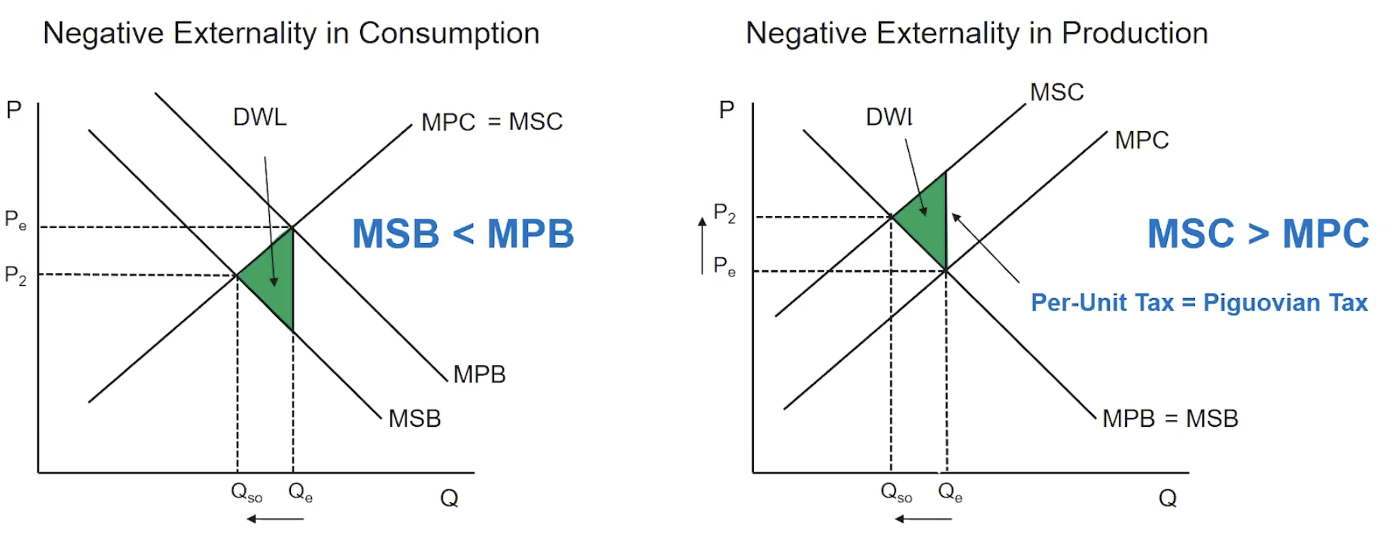 Negative Externality in Consumption
P
DWL
MPC = MSC
Pe
MSB < MPB
P2
MPB
MSB
Qso
Qe
Q
Negative Externality in Production
MSC
P
DWl
MPC
P2
MSC > MPC
Pe
Per-Unit Tax = Piguovian Tax
MPB = MSB
Qso
Qe
Q